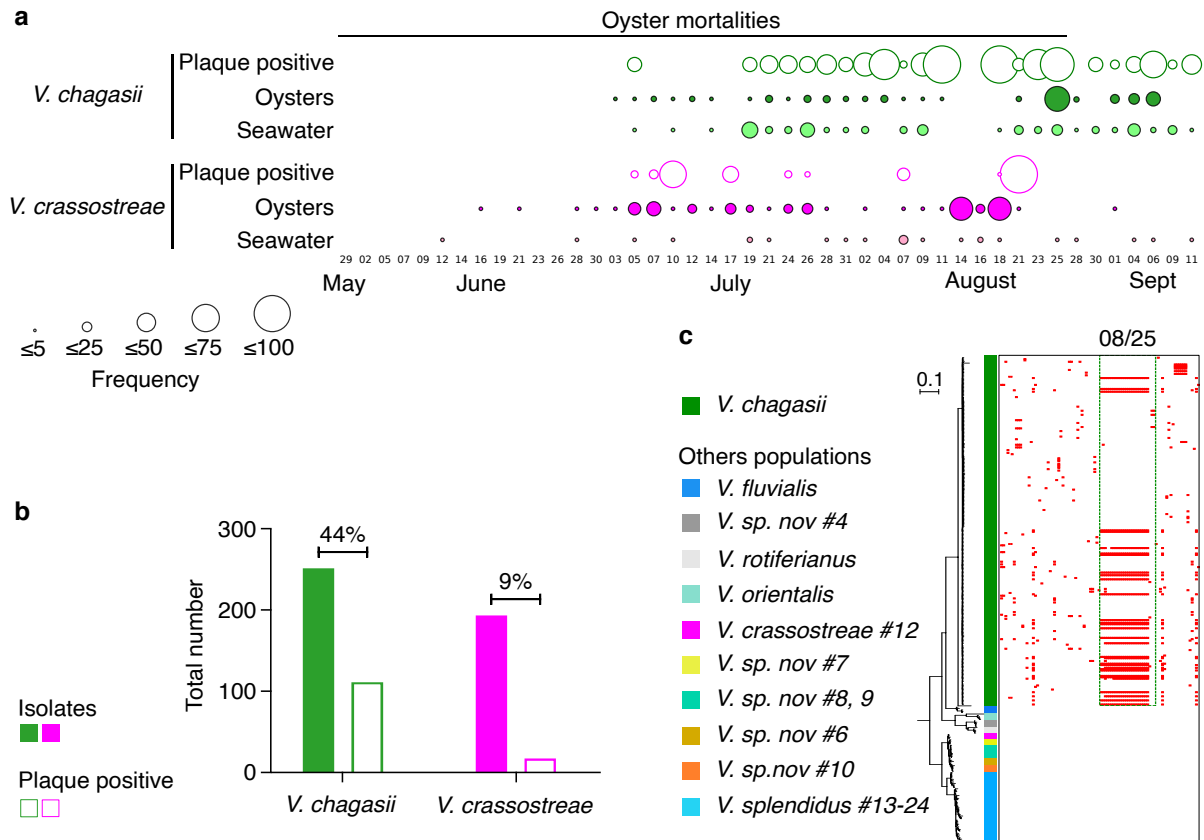 a
Oyster mortalities
V. chagasii
Plaque positive
Oysters
Seawater
V. crassostreae
Plaque positive
Oysters
Seawater
29 02 05 07 09 12 14 16 19 21 23 26 28 30 03 05 07 10 12 14 17 19 21 24 26 28 31 02 04 07 09 11 14 16 18 21 23 25 28 30 01 04 06 09 11
May June July August Sept
≤5 ≤25 ≤50 ≤75 ≤100
Frequency
b
300
200
100
0
Total number
44%
9%
V. chagasii V. crassostreae
Isolates
Plaque positive
c
08/25
0.1
V. chagasii
Others populations
V. fluvialis
V. sp. nov #4
V. rotiferianus
V. orientalis
V. crassostreae #12
V. sp. nov #7
V. sp. nov #8, 9
V. sp. nov #6
V. sp.nov #10
V. splendidus #13-24